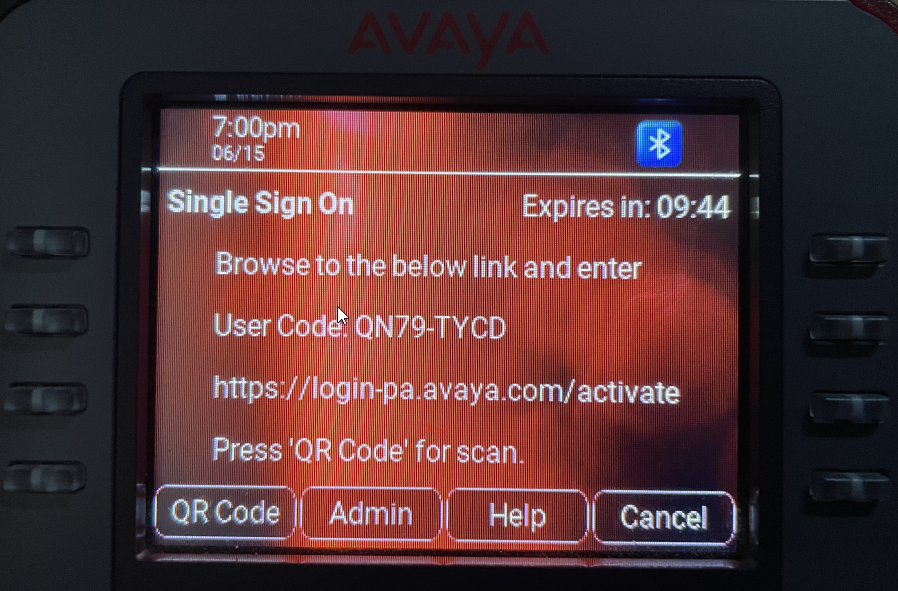 AVAYA
7:00pm
06/15
Single Sign On
Expires in: 09:44
Browse to the below link and enter
User Code: QN79-TYCD
https://login-pa.avaya.com/activate
Press 'QR Code' for scan.
QR Code
Admin
Help
Cancel